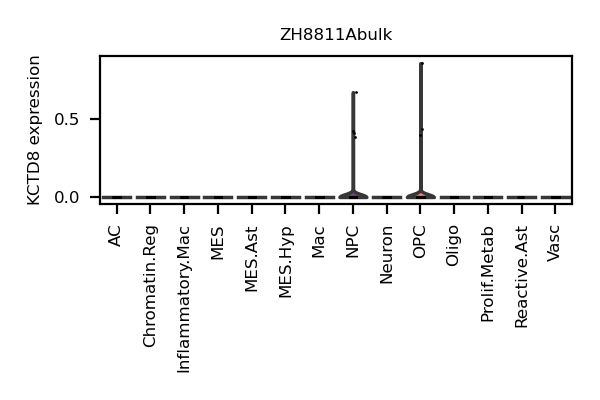 ZH8811Abulk
KCTD8 expression
0.5
0.0
AC
Chromatin.Reg
Inflammatory.Mac
MES
MES.Ast
MES.Hyp
Mac
NPC
Neuron
OPC
Oligo
Prolif.Metab
Reactive.Ast
Vasc